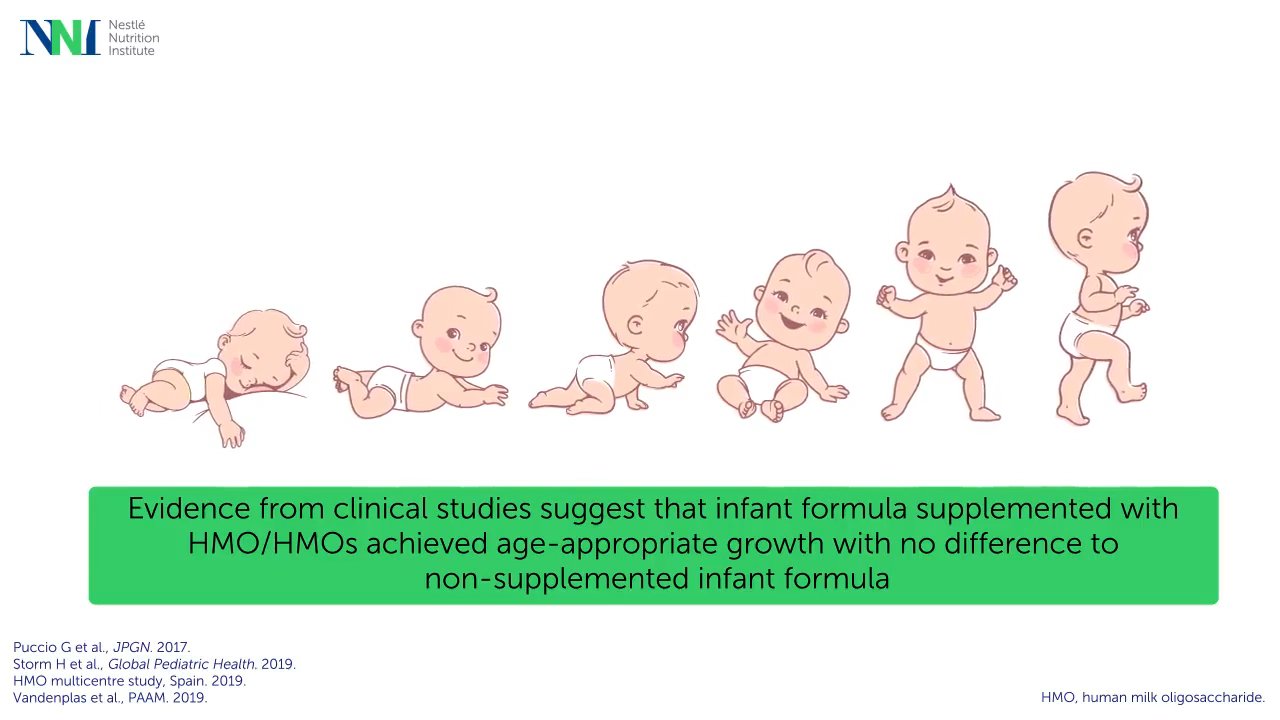 NNI
Nestlé
Nutrition
Institute
Evidence from clinical studies suggest that infant formula supplemented with
HMO/HMOs achieved age-appropriate growth with no difference to
non-supplemented infant formula
Puccio G et al., JPGN. 2017.
Storm H et al., Global Pediatric Health. 2019.
HMO multicentre study, Spain. 2019.
Vandenplas et al., PAAM. 2019.
HMO, human milk oligosaccharide.